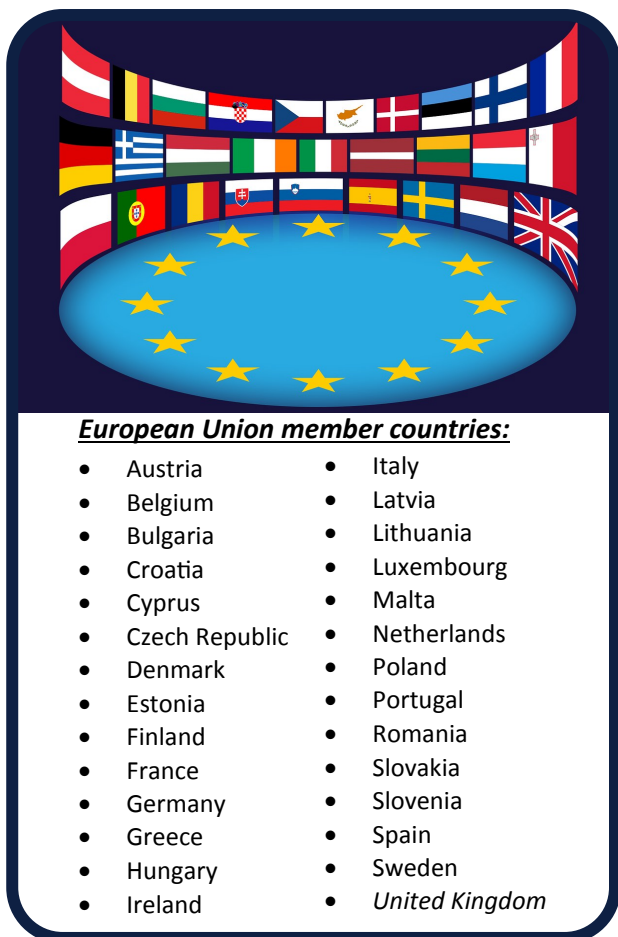 European Union member countries:
• Austria
• Belgium
• Bulgaria
• Croatia
• Cyprus
• Czech Republic
• Denmark
• Estonia
• Finland
• France
• Germany
• Greece
• Hungary
• Ireland
• Italy
• Latvia
• Lithuania
• Luxembourg
• Malta
• Netherlands
• Poland
• Portugal
• Romania
• Slovakia
• Slovenia
• Spain
• Sweden
• United Kingdom